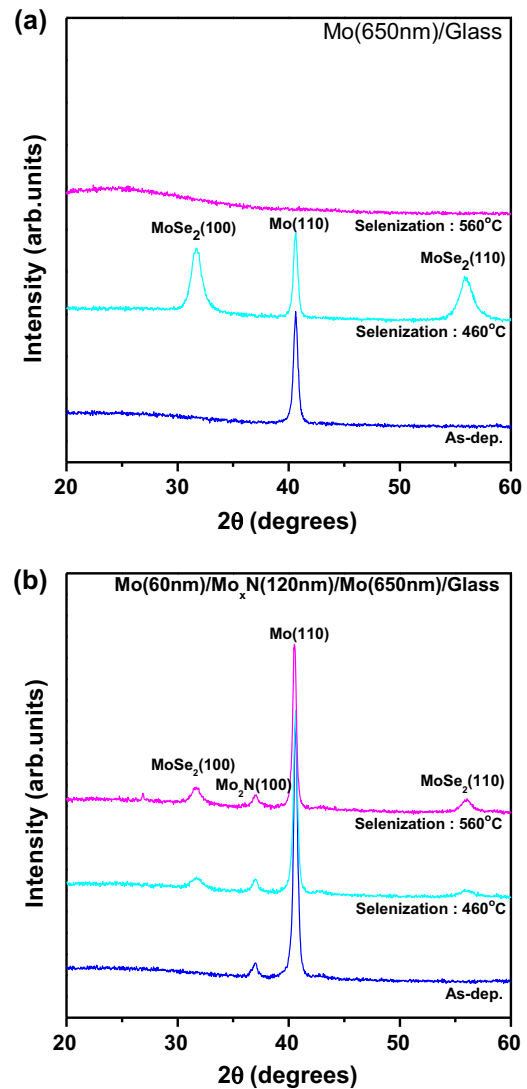 (a)
Mo(650nm)/Glass
Intensity (arb.units)
Selenization : 560°C
MoSe₂(100)
Mo(110)
MoSe₂(110)
Selenization : 460°C
As-dep.
20 30 40 50 60
2θ (degrees)
(b)
Mo(60nm)/MoₓN(120nm)/Mo(650nm)/Glass
Intensity (arb.units)
Mo(110)
MoSe₂(100)
Mo₂N(100)
MoSe₂(110)
Selenization : 560°C
Selenization : 460°C
As-dep.
20 30 40 50 60
2θ (degrees)